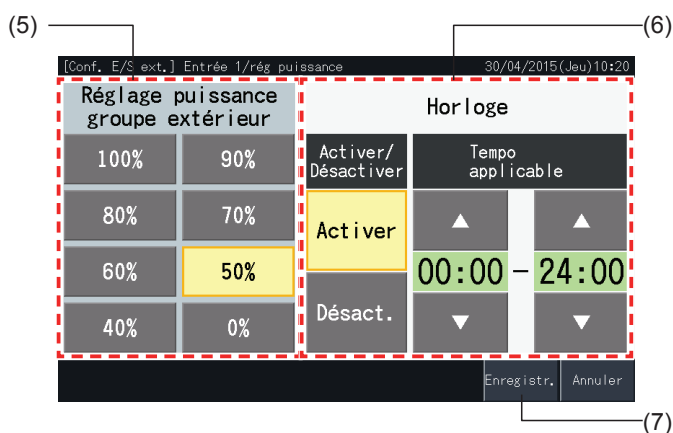 (5)
(6)
[Conf. E/S ext.] Entrée 1/rég puissance 30/04/2015(Jeu)10:20
Réglage puissance
groupe extérieur
100% 90%
80% 70%
60% 50%
40% 0%
Horloge
Activer/
Désactiver
Tempo
applicable
Activer
Désact.
00:00 - 24:00
Enregistr. Annuler
(7)